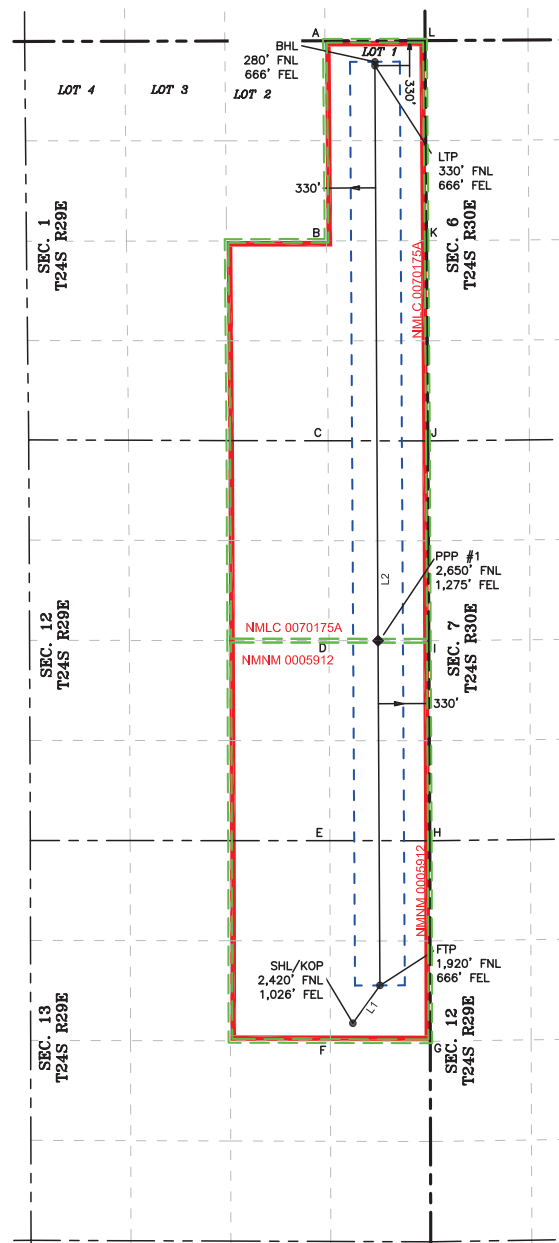 A
L
BHL
280' FNL
666' FEL
LOT 1
LOT 4
LOT 3
LOT 2
330'
LTP
330' FNL
666' FEL
330'
B
K
SEC. 1
T24S R29E
SEC. 6
T24S R30E
NMLC 0070175A
C
J
PPP #1
2,650' FNL
1,275' FEL
L2
NMLC 0070175A
D
I
NMNM 0005912
SEC. 12
T24S R29E
SEC. 7
T24S R30E
330'
E
H
NMNM 0005912
FTP
1,920' FNL
666' FEL
SHL/KOP
2,420' FNL
1,026' FEL
L1
SEC. 13
T24S R29E
SEC. 12
T24S R29E
F
G